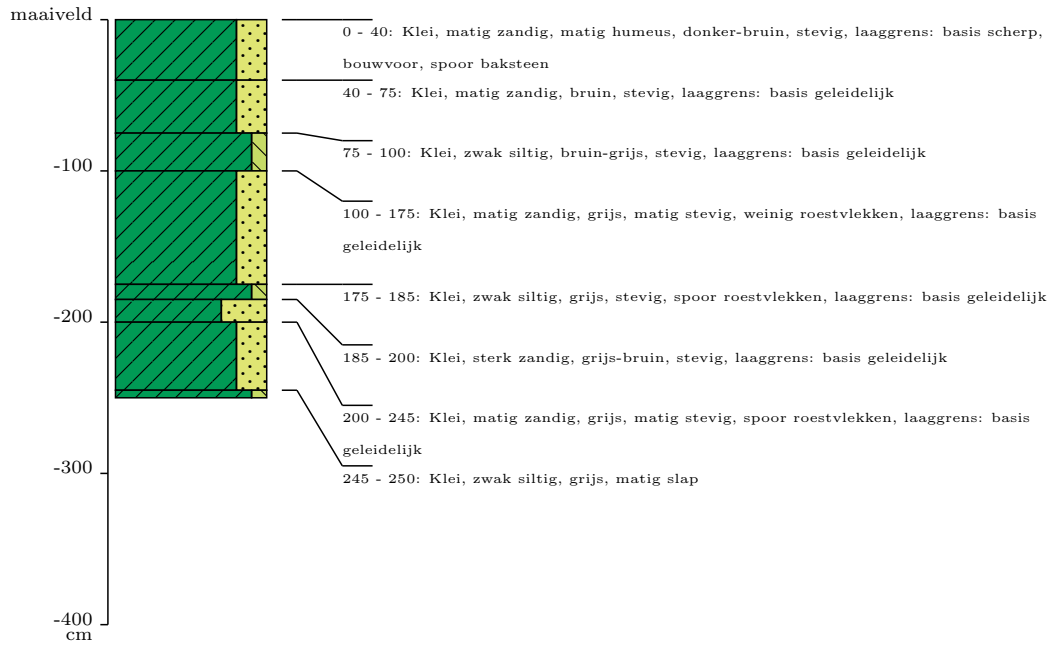 maaiveld
0 - 40: Klei, matig zandig, matig humeus, donker-bruin, stevig, laaggrens: basis scherp,
bouwvoor, spoor baksteen
40 - 75: Klei, matig zandig, bruin, stevig, laaggrens: basis geleidelijk
75 - 100: Klei, zwak siltig, bruin-grijs, stevig, laaggrens: basis geleidelijk
-100
100 - 175: Klei, matig zandig, grijs, matig stevig, weinig roestvlekken, laaggrens: basis
geleidelijk
175 - 185: Klei, zwak siltig, grijs, stevig, spoor roestvlekken, laaggrens: basis geleidelijk
-200
185 - 200: Klei, sterk zandig, grijs-bruin, stevig, laaggrens: basis geleidelijk
200 - 245: Klei, matig zandig, grijs, matig stevig, spoor roestvlekken, laaggrens: basis
geleidelijk
-300
245 - 250: Klei, zwak siltig, grijs, matig slap
-400
cm